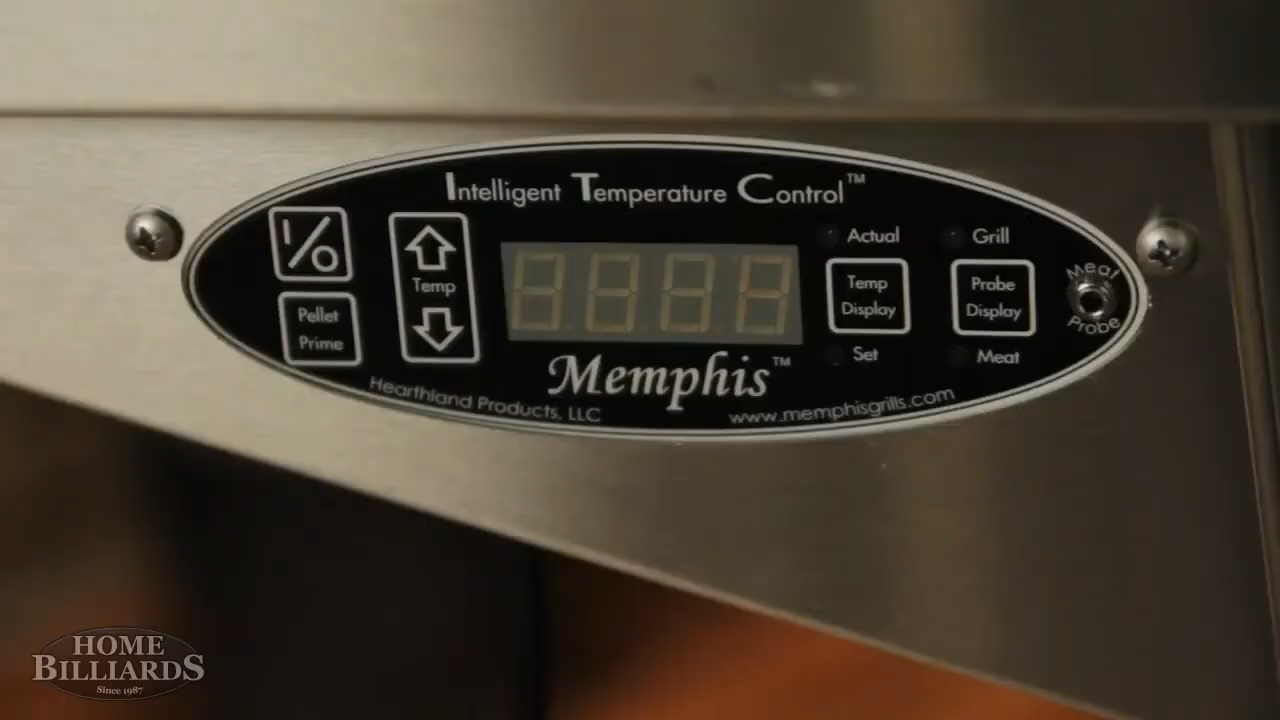 Intelligent Temperature Control™
I/O
Pellet
Prime
Temp
Actual
Temp
Display
Set
Grill
Probe
Display
Meat
Meat
Probe
Memphis™
Hearthland Products, LLC
www.memphisgrills.com
HOME
BILLIARDS
Since 1987